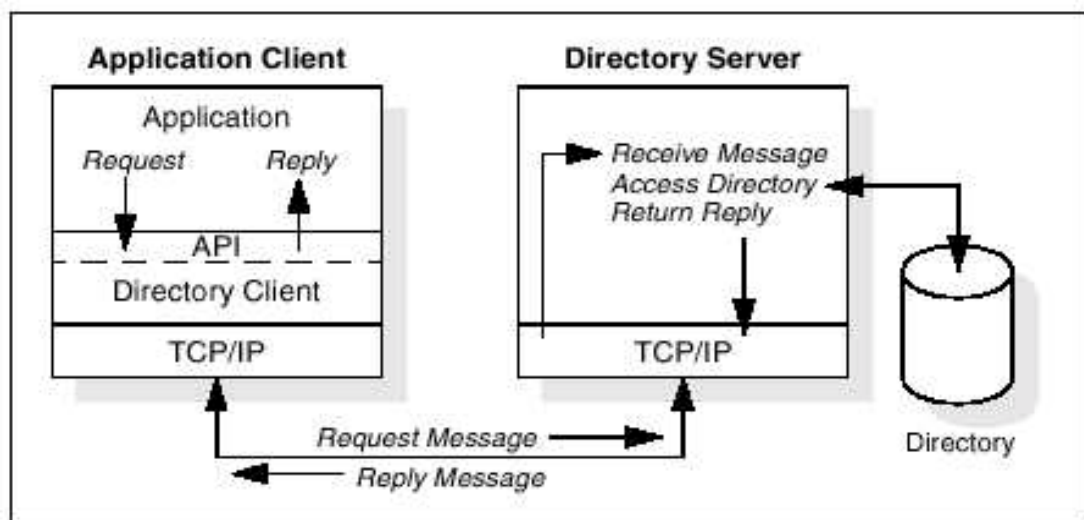 Application Client
Application
Request
Reply
API
Directory Client
TCP/IP
Directory Server
Receive Message
Access Directory
Return Reply
TCP/IP
Directory
Request Message
Reply Message